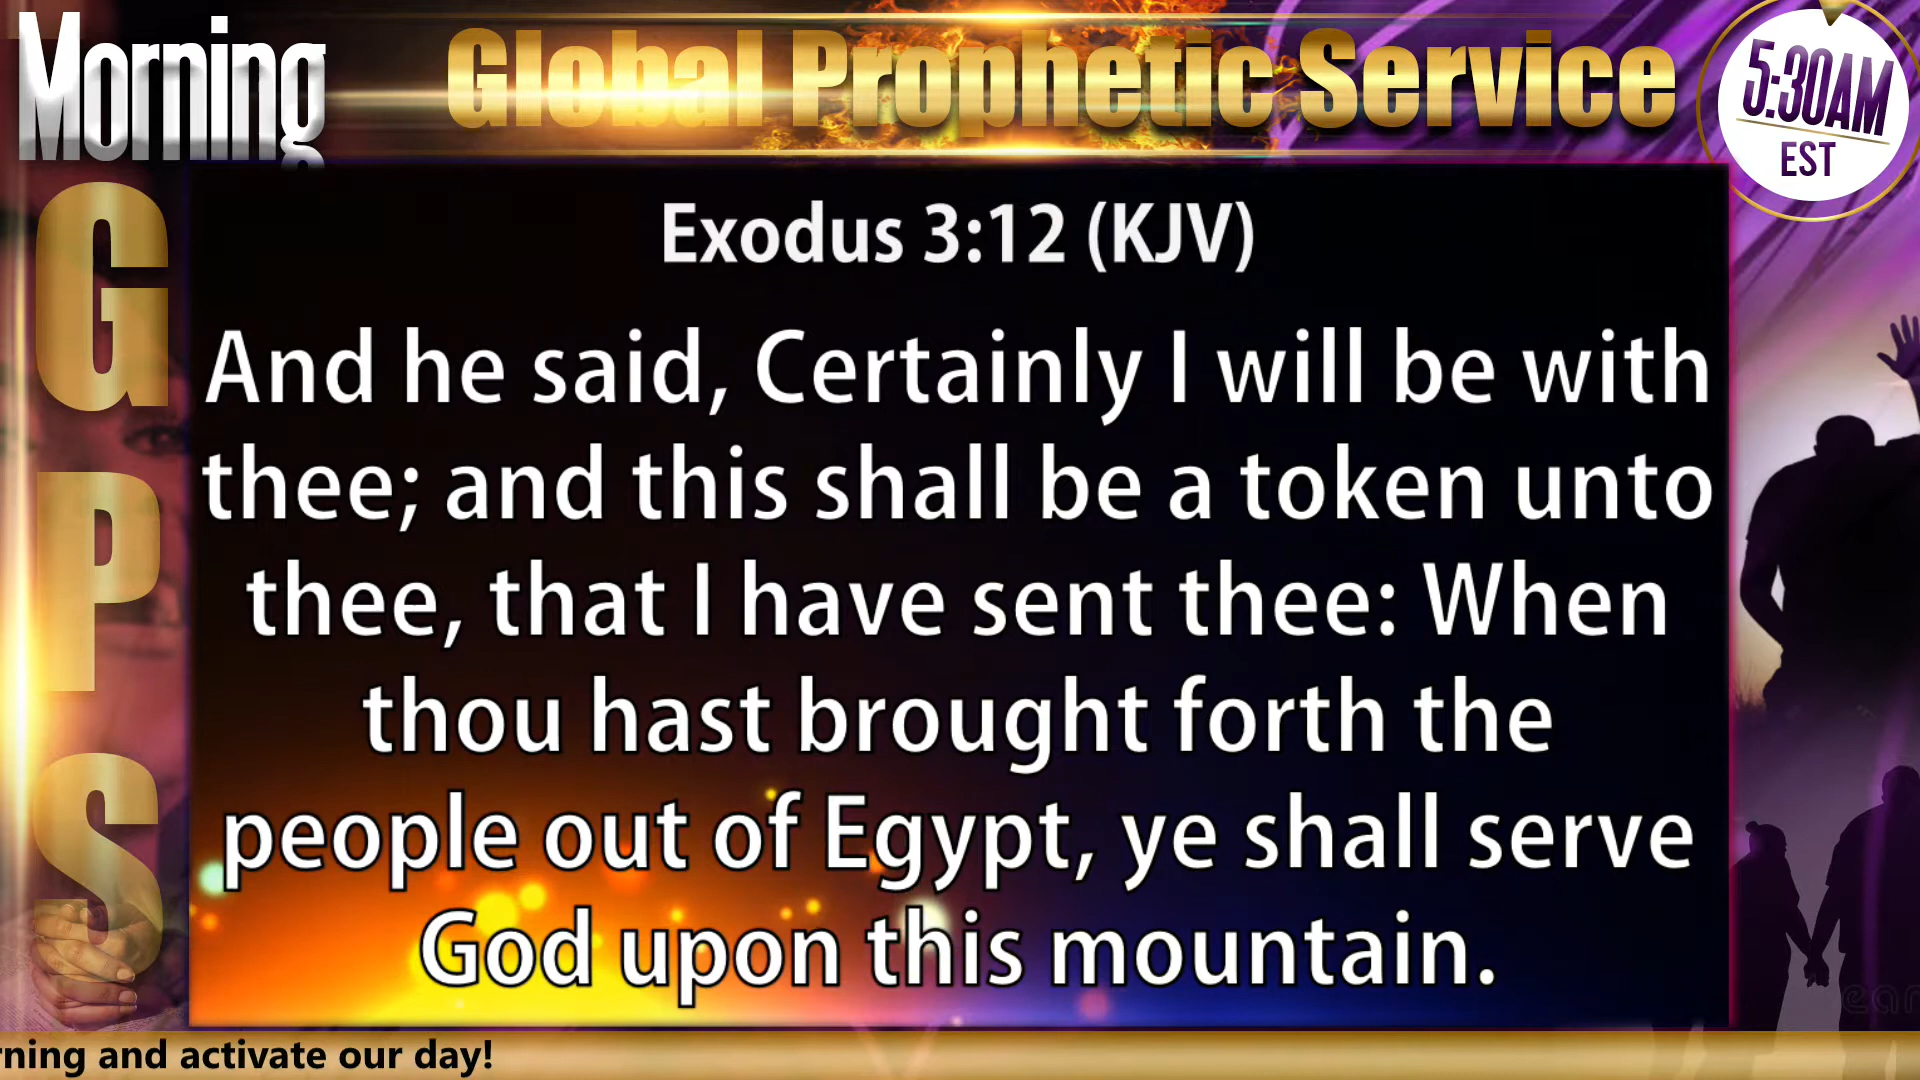 Morning
Global Prophetic Service
5:30AM
EST
G
P
S
Exodus 3:12 (KJV)
And he said, Certainly I will be with
thee; and this shall be a token unto
thee, that I have sent thee: When
thou hast brought forth the
people out of Egypt, ye shall serve
God upon this mountain.
and activate our day!